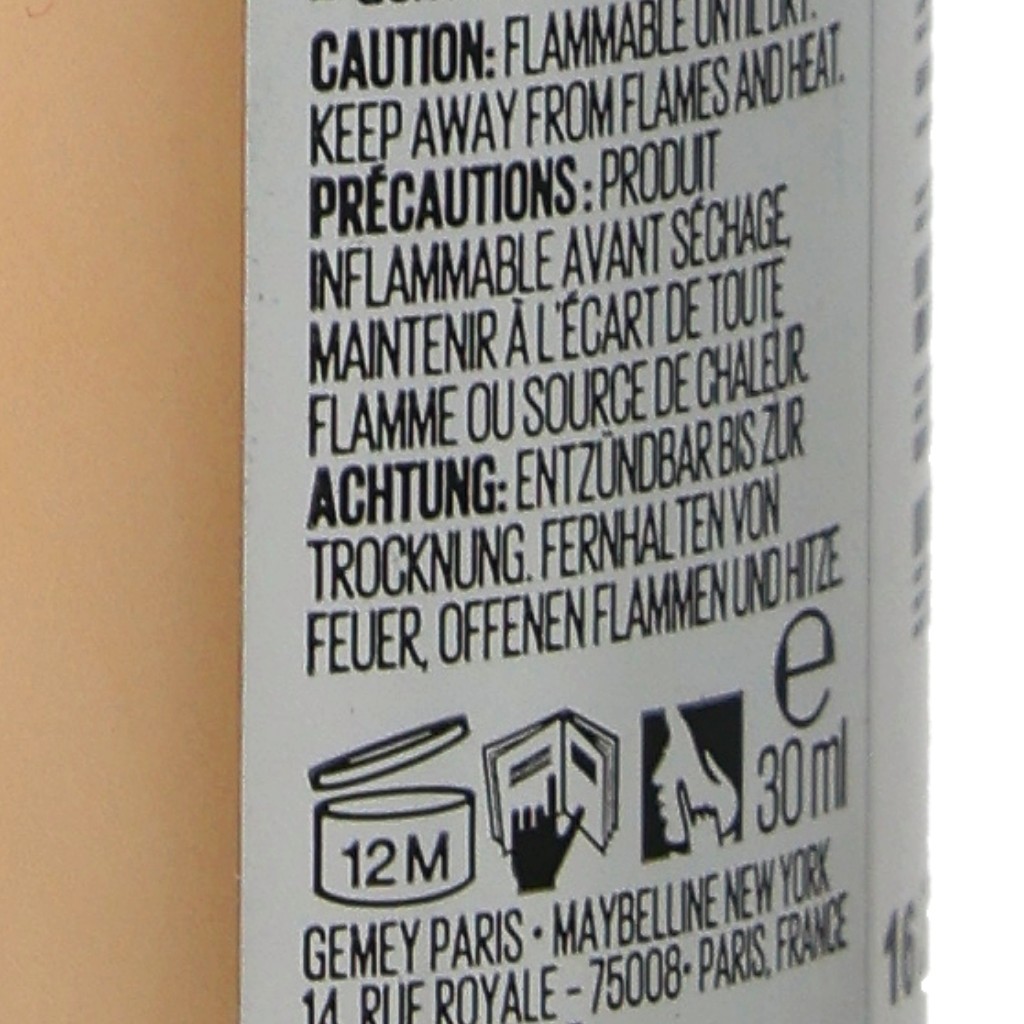 CAUTION: FLAMMABLE UNTIL DRY.
KEEP AWAY FROM FLAMES AND HEAT.
PRÉCAUTIONS : PRODUIT
INFLAMMABLE AVANT SÉCHAGE,
MAINTENIR À L'ÉCART DE TOUTE
FLAMME OU SOURCE DE CHALEUR.
ACHTUNG: ENTZÜNDBAR BIS ZUR
TROCKNUNG. FERNHALTEN VON
FEUER, OFFENEN FLAMMEN UND HITZE.
e
30 ml
12 M
GEMEY PARIS • MAYBELLINE NEW YORK
14, RUE ROYALE - 75008 • PARIS, FRANCE
16